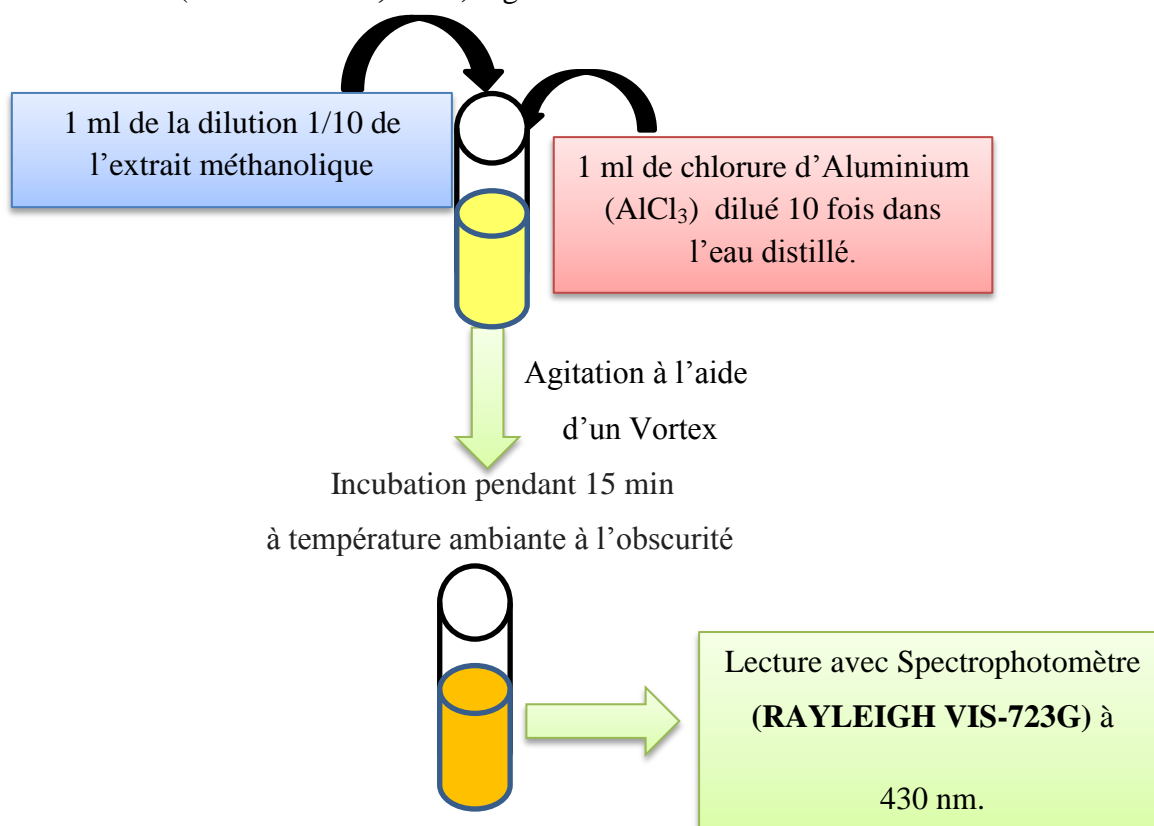 1 ml de la dilution 1/10 de
l’extrait méthanolique
1 ml de chlorure d’Aluminium
(AlCl₃) dilué 10 fois dans
l’eau distillé.
Agitation à l’aide
d’un Vortex
Incubation pendant 15 min
à température ambiante à l’obscurité
Lecture avec Spectrophotomètre
(RAYLEIGH VIS-723G) à
430 nm.